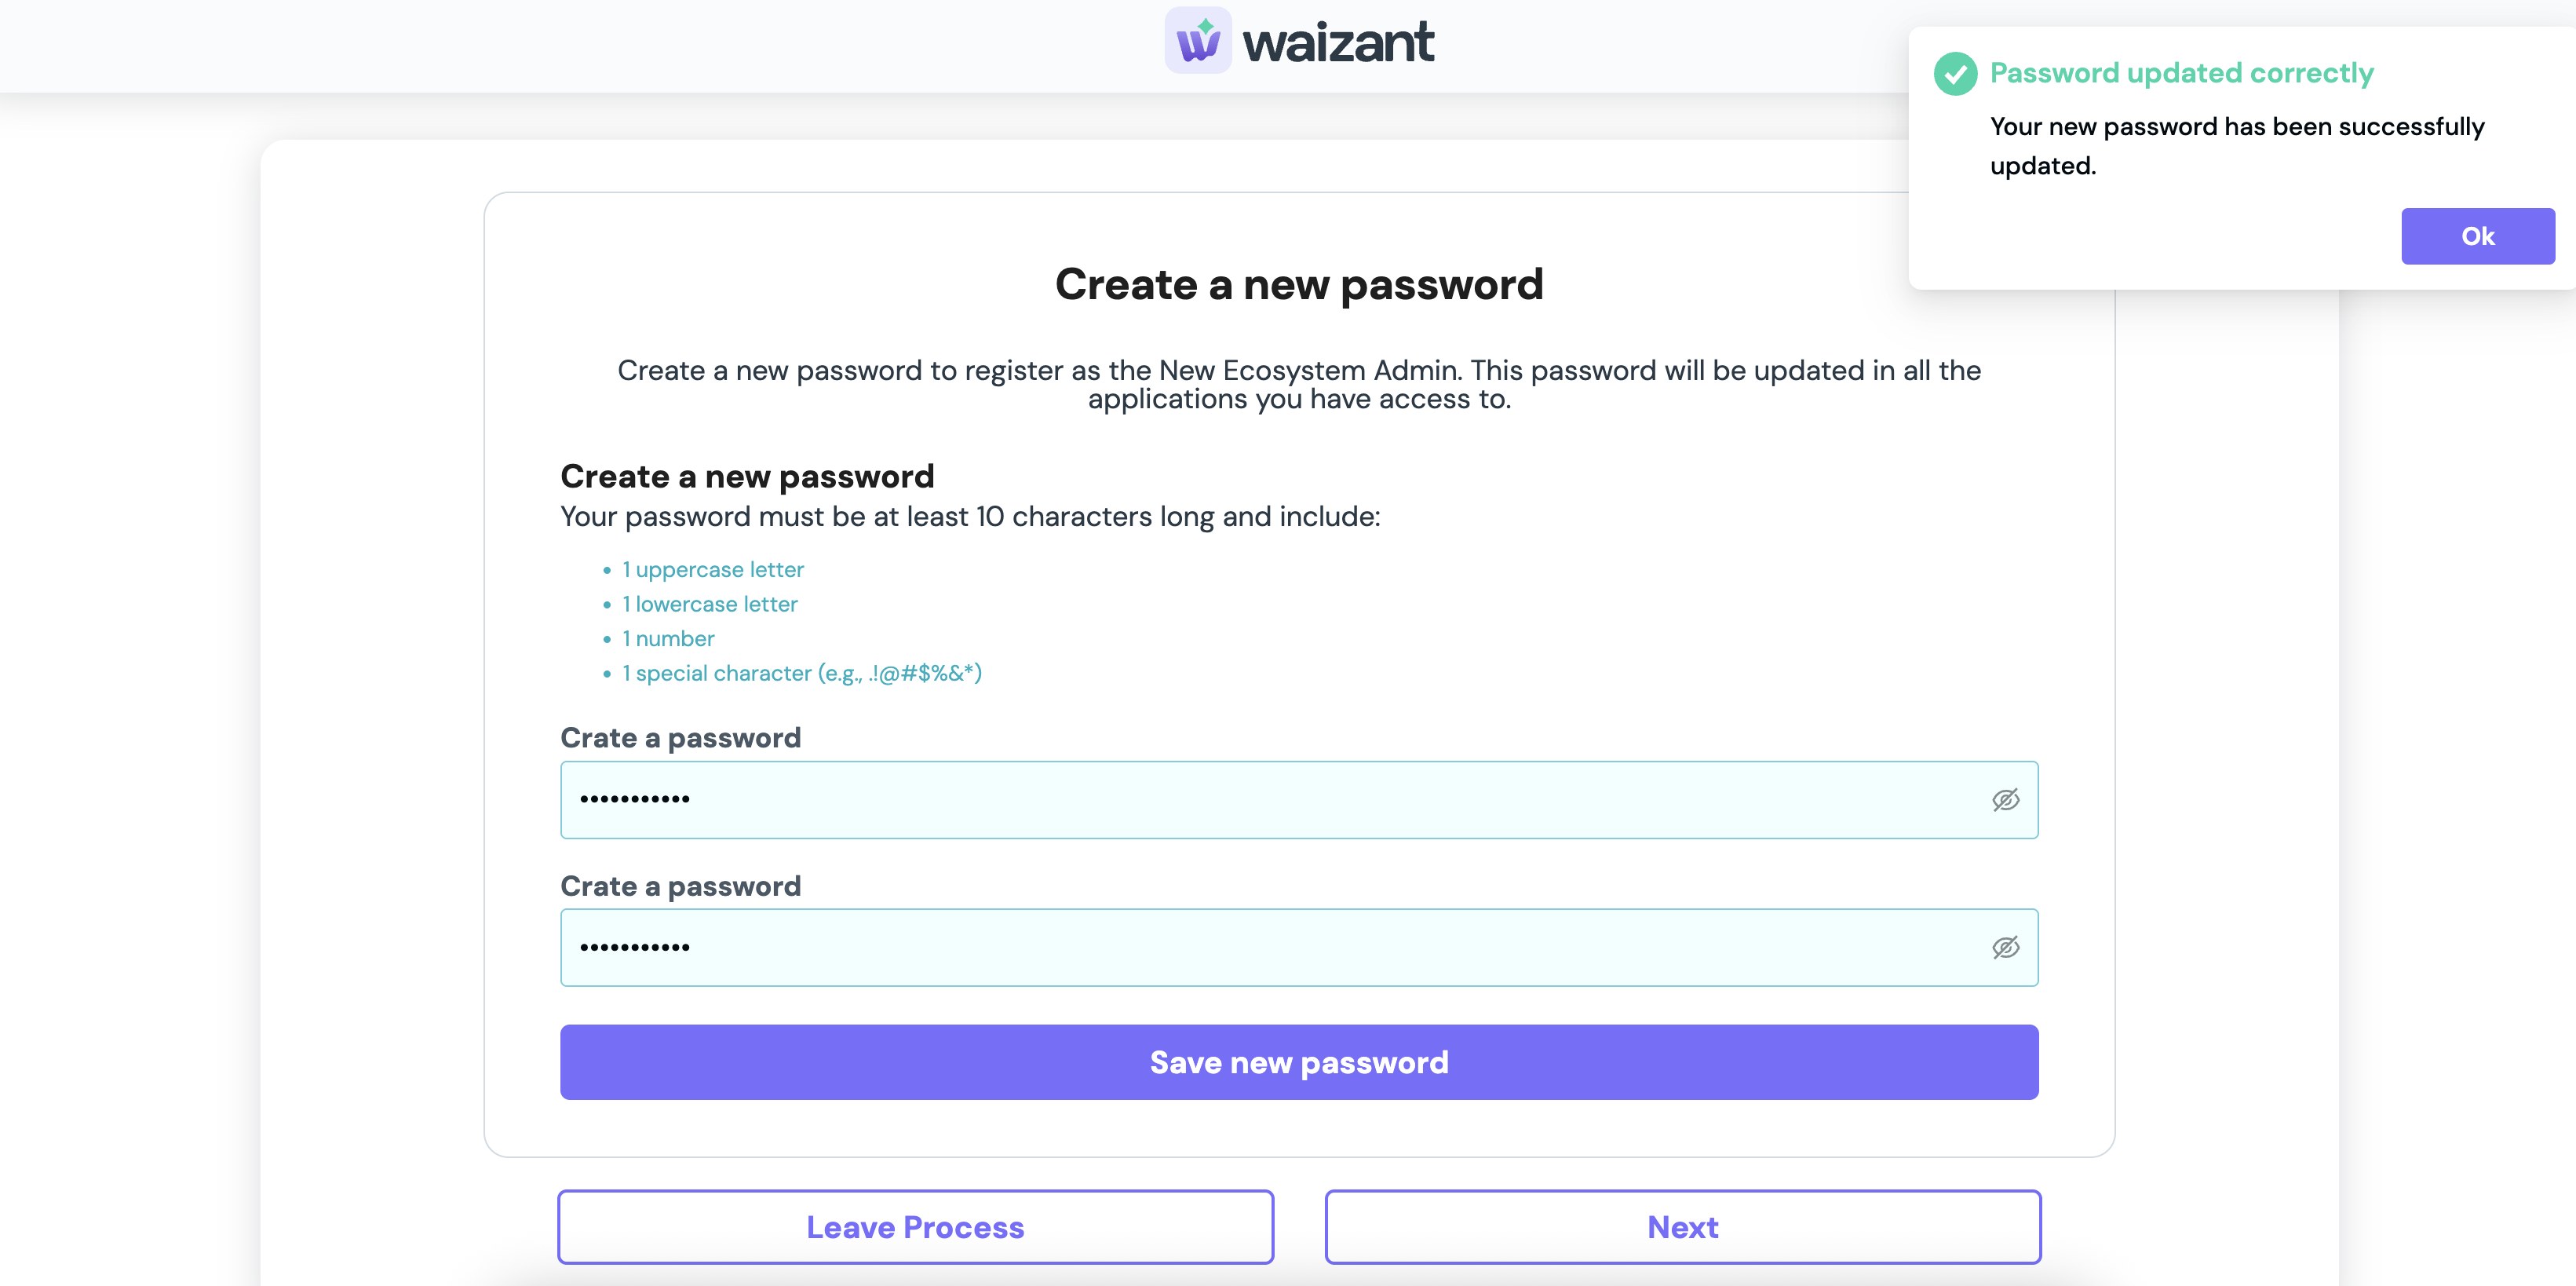 waizant
Password updated correctly
Your new password has been successfully
updated.
Ok
Create a new password
Create a new password to register as the New Ecosystem Admin. This password will be updated in all the
applications you have access to.
Create a new password
Your password must be at least 10 characters long and include:
• 1 uppercase letter
• 1 lowercase letter
• 1 number
• 1 special character (e.g., .!@#$%&*)
Crate a password
•••••••••••
Crate a password
•••••••••••
Save new password
Leave Process
Next